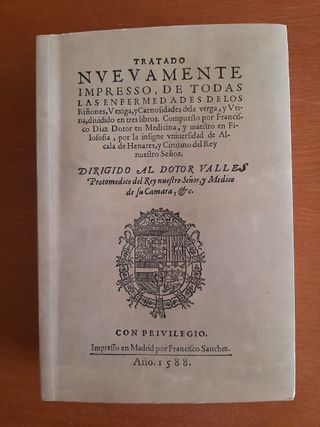 TRATADO
NVEVAMENTE
IMPRESSO, DE TODAS
LAS ENFERMEDADES DELOS
Riñones, Vexiga, y Carnosidades dela verga, y Vri
na, diuidido en tres libros. Compuesto por Francis
co Diaz Dotor en Medicina, y maestro en Fi-
losofia, por la insigne vniuersidad de Al-
cala de Henares, y Cirujano del Rey
nuestro Señor.
DIRIGIDO AL DOTOR VALLES
Protomedico del Rey nuestro Señor, y Medico
de su Camara, &c.
CON PRIVILEGIO.
Impresso en Madrid por Francisco Sanchez.
Año. 1588.